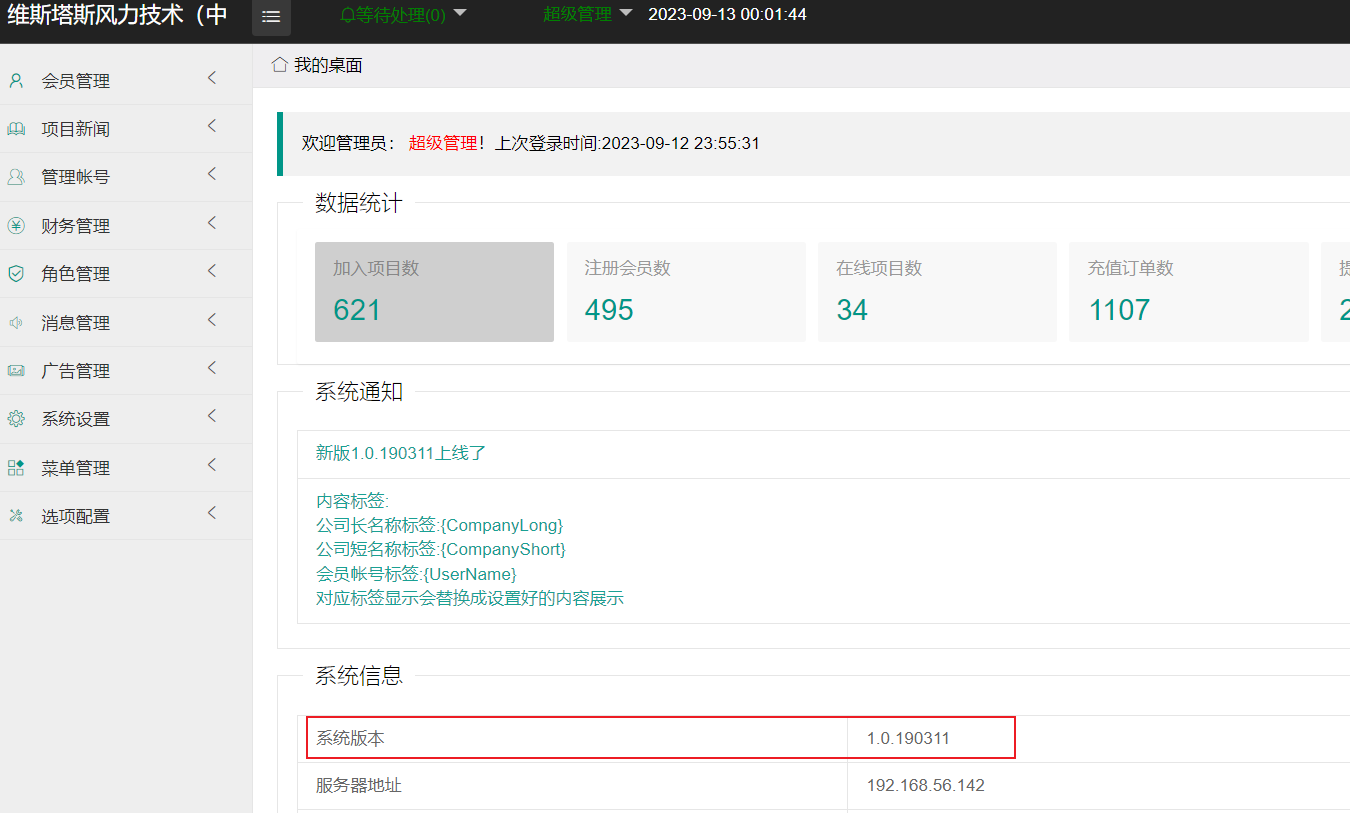 维斯塔斯风力技术（中
等待处理(0)
超级管理
2023-09-13 00:01:44
我的桌面
会员管理
项目新闻
管理帐号
财务管理
角色管理
消息管理
广告管理
系统设置
菜单管理
选项配置
欢迎管理员： 超级管理！上次登录时间:2023-09-12 23:55:31
数据统计
加入项目数
621
注册会员数
495
在线项目数
34
充值订单数
1107
系统通知
新版1.0.190311上线了
内容标签:
公司长名称标签:{CompanyLong}
公司短名称标签:{CompanyShort}
会员帐号标签:{UserName}
对应标签显示会替换成设置好的内容展示
系统信息
系统版本 1.0.190311
服务器地址 192.168.56.142